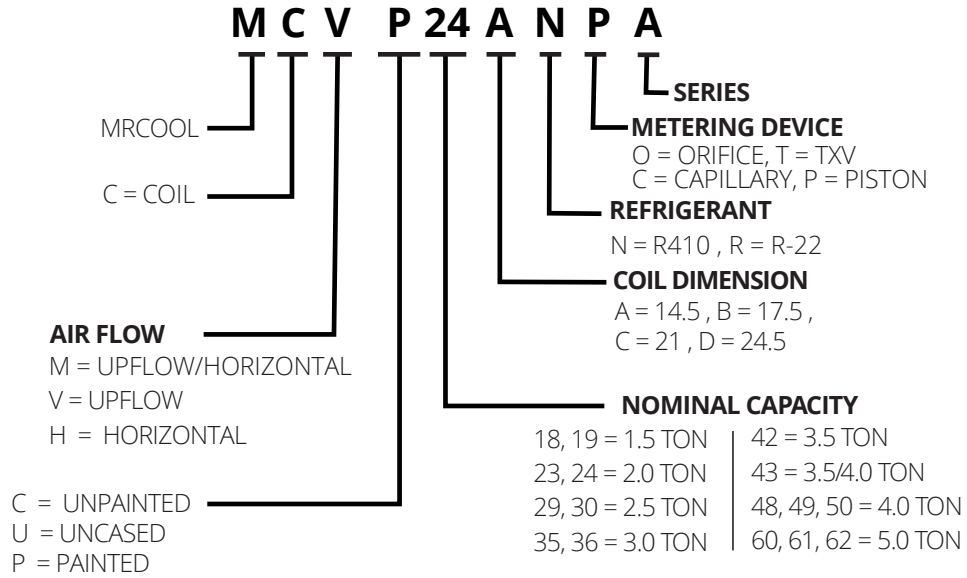 M C V P 24 A N P A
SERIES
MRCOOL
METERING DEVICE
O = ORIFICE, T = TXV
C = CAPILLARY, P = PISTON
C = COIL
REFRIGERANT
N = R410 , R = R-22
COIL DIMENSION
A = 14.5 , B = 17.5 ,
C = 21 , D = 24.5
AIR FLOW
M = UPFLOW/HORIZONTAL
V = UPFLOW
H = HORIZONTAL
NOMINAL CAPACITY
18, 19 = 1.5 TON
23, 24 = 2.0 TON
29, 30 = 2.5 TON
35, 36 = 3.0 TON
42 = 3.5 TON
43 = 3.5/4.0 TON
48, 49, 50 = 4.0 TON
60, 61, 62 = 5.0 TON
C = UNPAINTED
U = UNCASED
P = PAINTED